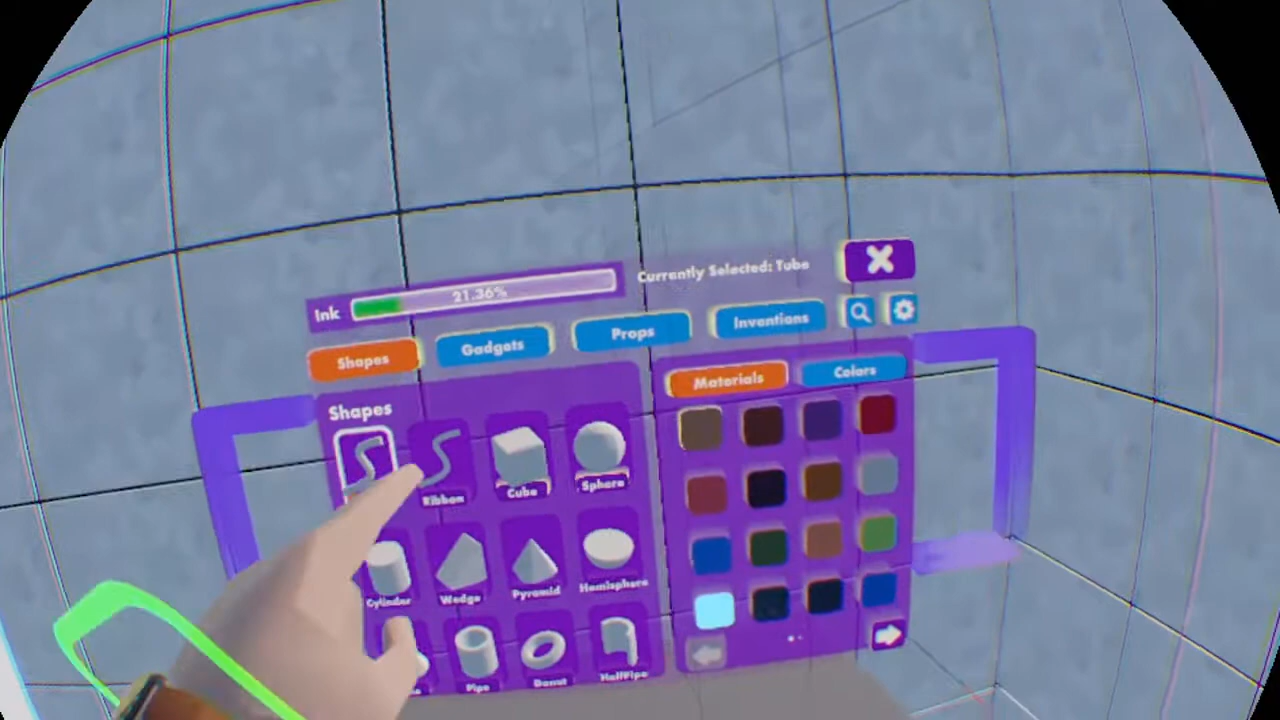 Ink 21.36%
Currently Selected: Tube
Shapes Gadgets Props Inventions
Materials Colors
Shapes
Ribbon Cube Sphere
Cylinder Wedge Pyramid Hemisphere
Pipe Donut HalfPipe